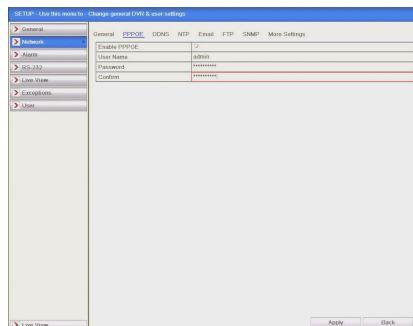 SETUP - Use this menu to - Change general DVR & user settings
General
Network
Alarm
RS-232
Live View
Exceptions
User
General PPPOE DDNS NTP Email FTP SNMP More Settings
Enable PPPOE
User Name admin
Password **********
Confirm **********
Live View
Apply Back